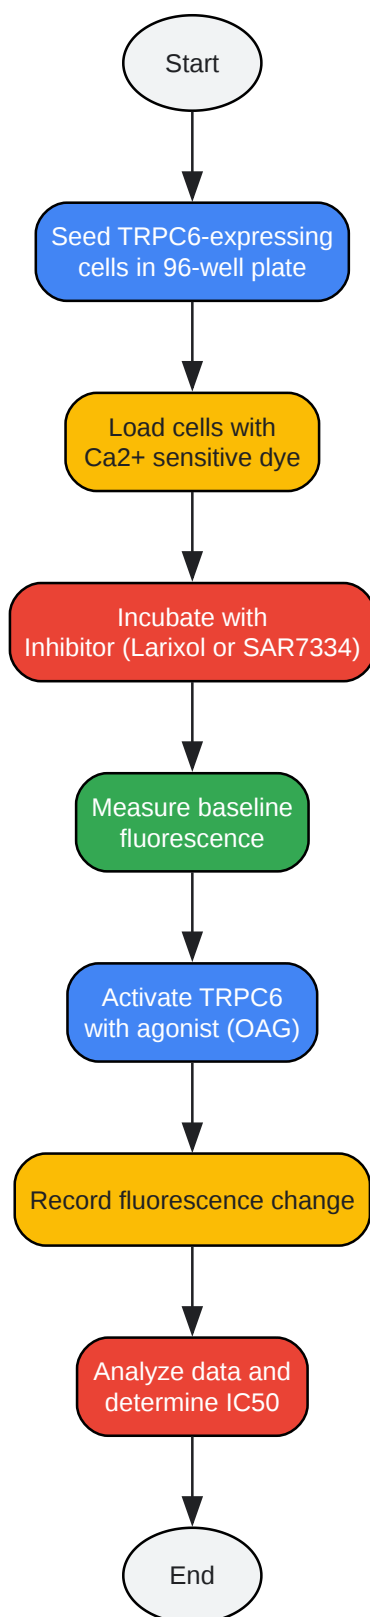 Start
Seed TRPC6-expressing
cells in 96-well plate
Load cells with
Ca2+ sensitive dye
Incubate with
Inhibitor (Larixol or SAR7334)
Measure baseline
fluorescence
Activate TRPC6
with agonist (OAG)
Record fluorescence change
Analyze data and
determine IC50
End